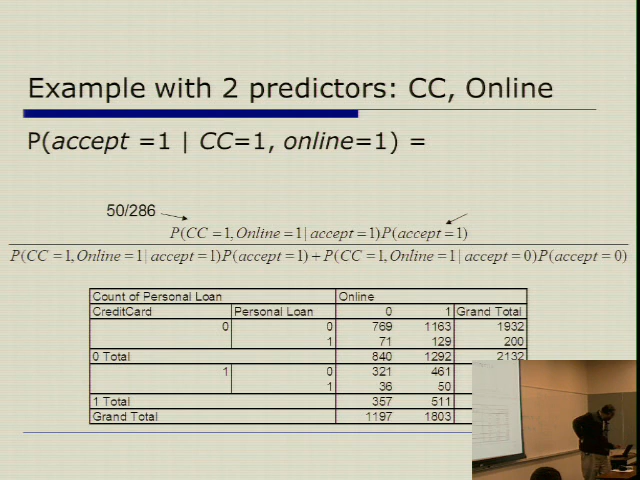 Example with 2 predictors: CC, Online
P(accept =1 | CC=1, online=1) =
50/286
P(CC = 1, Online = 1 | accept = 1)P(accept = 1)
P(CC = 1, Online = 1 | accept = 1)P(accept = 1) + P(CC = 1, Online = 1 | accept = 0)P(accept = 0)
Count of Personal Loan Online
CreditCard Personal Loan 0 1 Grand Total
0 0 769 1163 1932
1 71 129 200
0 Total 840 1292 2132
1 0 321 461
1 36 50
1 Total 357 511
Grand Total 1197 1803